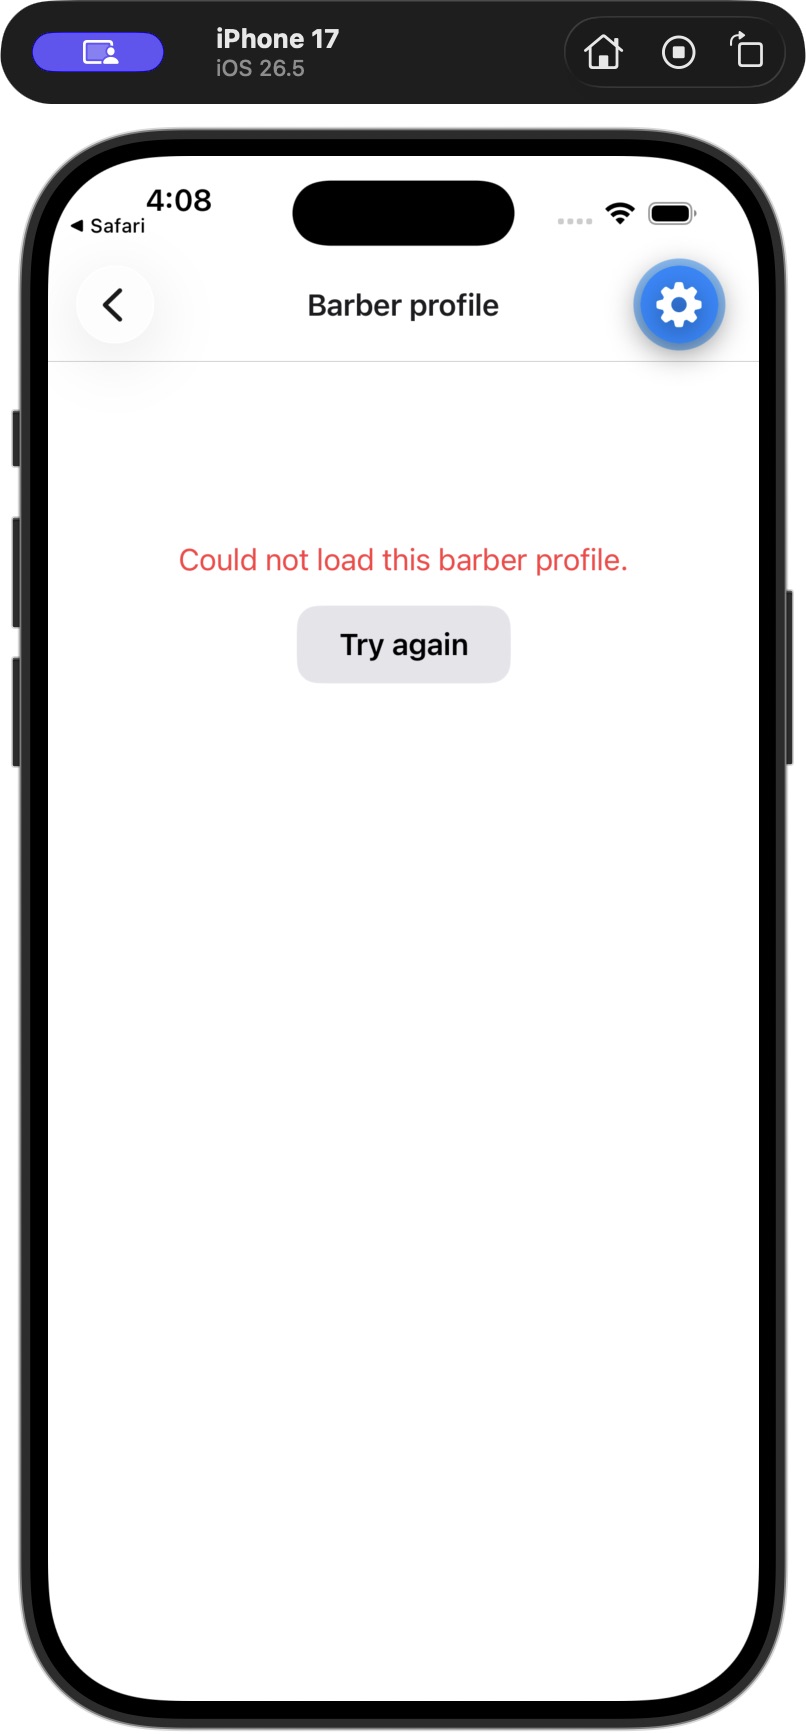 iPhone 17
iOS 26.5
4:08
◀ Safari
Barber profile
Could not load this barber profile.
Try again